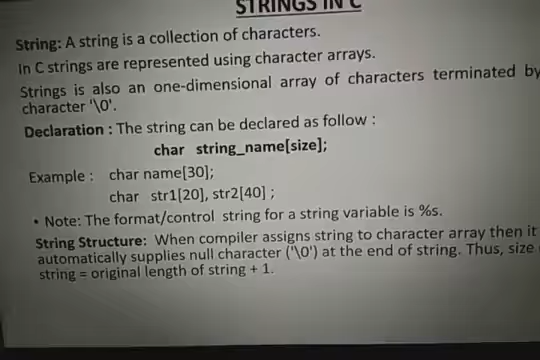 STRINGS IN C
String: A string is a collection of characters.
In C strings are represented using character arrays.
Strings is also an one-dimensional array of characters terminated by
character '\0'.
Declaration : The string can be declared as follow :
char string_name[size];
Example : char name[30];
char str1[20], str2[40] ;
• Note: The format/control string for a string variable is %s.
String Structure: When compiler assigns string to character array then it
automatically supplies null character ('\0') at the end of string. Thus, size
string = original length of string + 1.